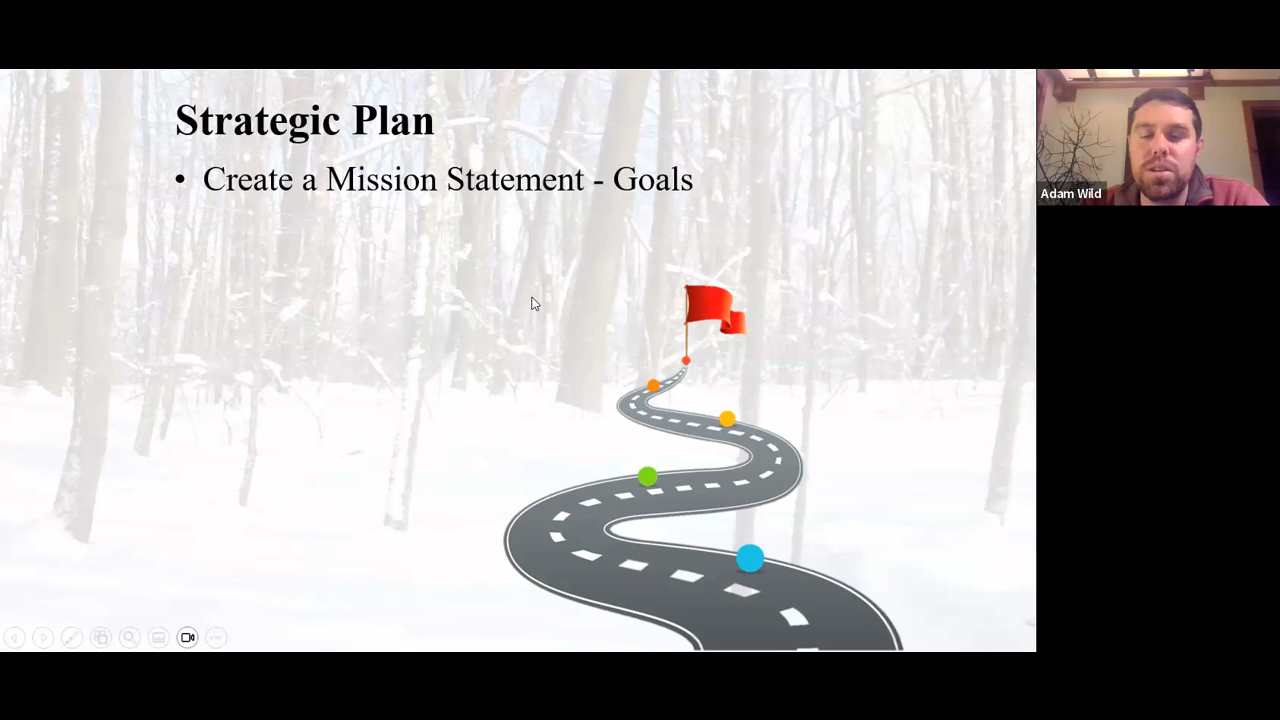 Strategic Plan
• Create a Mission Statement - Goals
Adam Wild